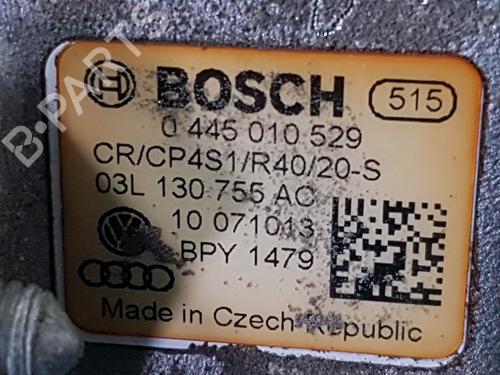 BOSCH 515
0 445 010 529
CR/CP4S1/R40/20-S
03L 130 755 AC
10 071013
BPY 1479
Made in Czech Republic
B-PARTS